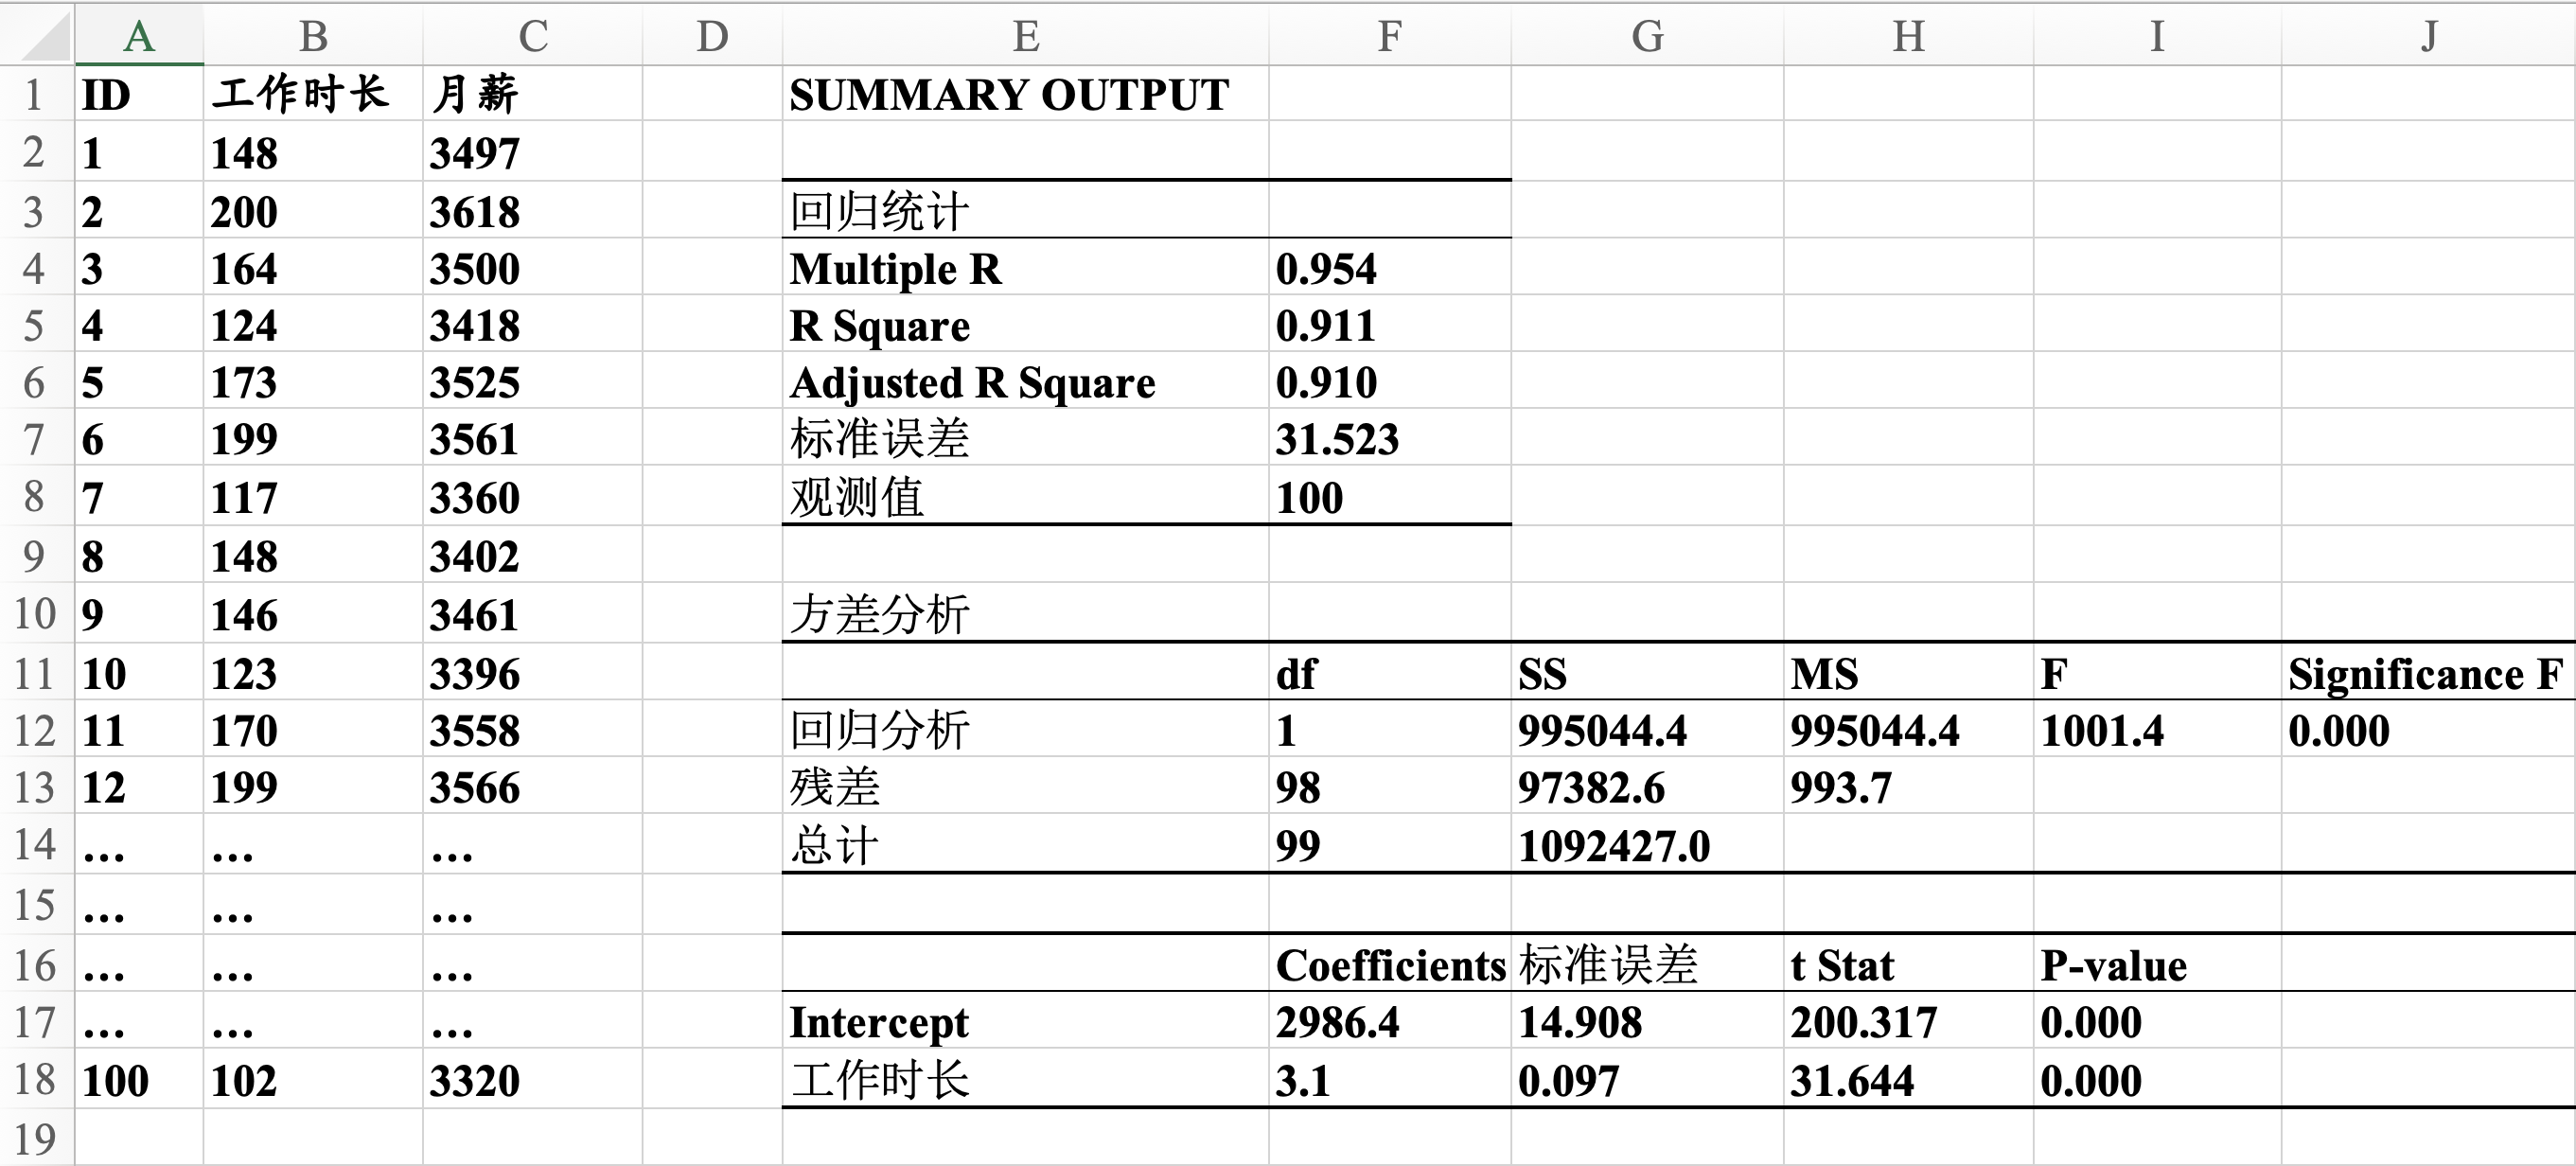 A B C D E F G H I J
1 ID 工作时长 月薪 SUMMARY OUTPUT
2 1 148 3497
3 2 200 3618 回归统计
4 3 164 3500 Multiple R 0.954
5 4 124 3418 R Square 0.911
6 5 173 3525 Adjusted R Square 0.910
7 6 199 3561 标准误差 31.523
8 7 117 3360 观测值 100
9 8 148 3402
10 9 146 3461 方差分析
11 10 123 3396 df SS MS F Significance F
12 11 170 3558 回归分析 1 995044.4 995044.4 1001.4 0.000
13 12 199 3566 残差 98 97382.6 993.7
14 ... ... ... 总计 99 1092427.0
15 ... ... ...
16 ... ... ... Coefficients 标准误差 t Stat P-value
17 ... ... ... Intercept 2986.4 14.908 200.317 0.000
18 100 102 3320 工作时长 3.1 0.097 31.644 0.000
19